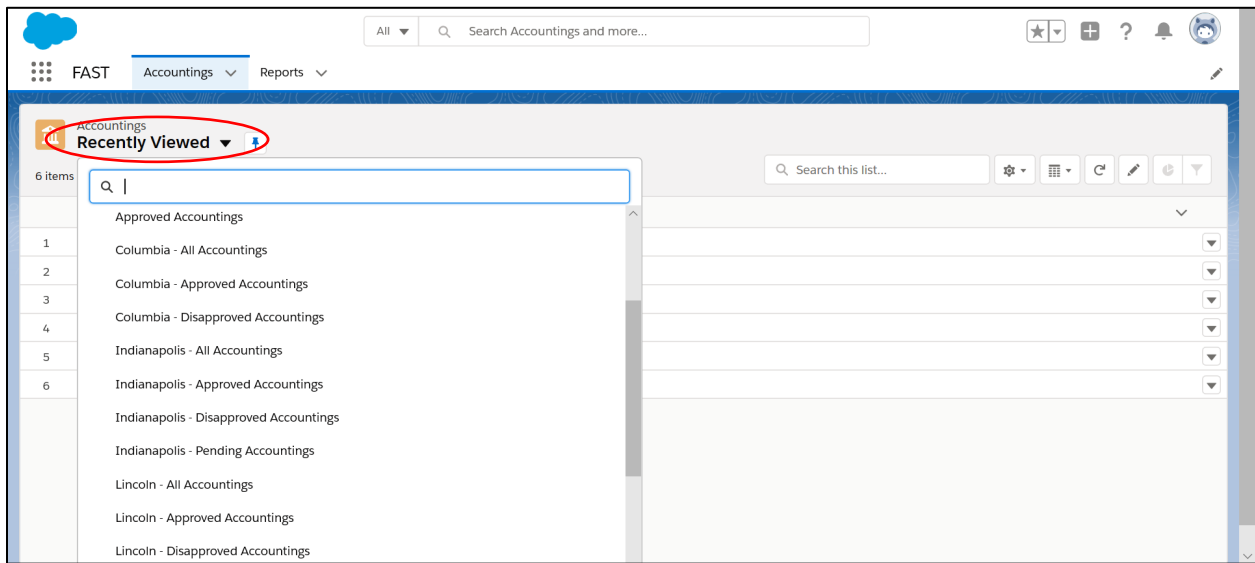 All
Search Accountings and more...
FAST
Accountings
Reports
Accountings
Recently Viewed
6 items
Search this list...
Approved Accountings
1
Columbia - All Accountings
2
Columbia - Approved Accountings
3
Columbia - Disapproved Accountings
4
Indianapolis - All Accountings
5
Indianapolis - Approved Accountings
6
Indianapolis - Disapproved Accountings
Indianapolis - Pending Accountings
Lincoln - All Accountings
Lincoln - Approved Accountings
Lincoln - Disapproved Accountings